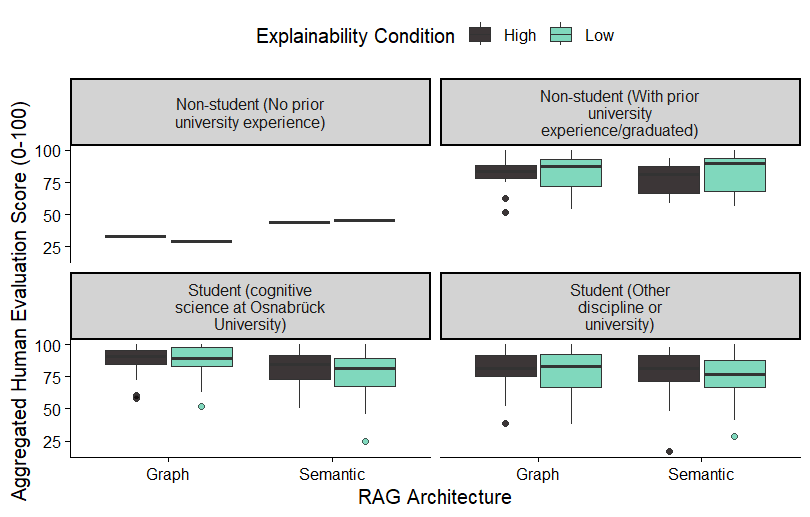 Explainability Condition High Low
Aggregated Human Evaluation Score (0-100)
Non-student (No prior
university experience)
Non-student (With prior
university
experience/graduated)
100
75
50
25
Student (cognitive
science at Osnabrück
University)
Student (Other
discipline or
university)
100
75
50
25
Graph Semantic Graph Semantic
RAG Architecture